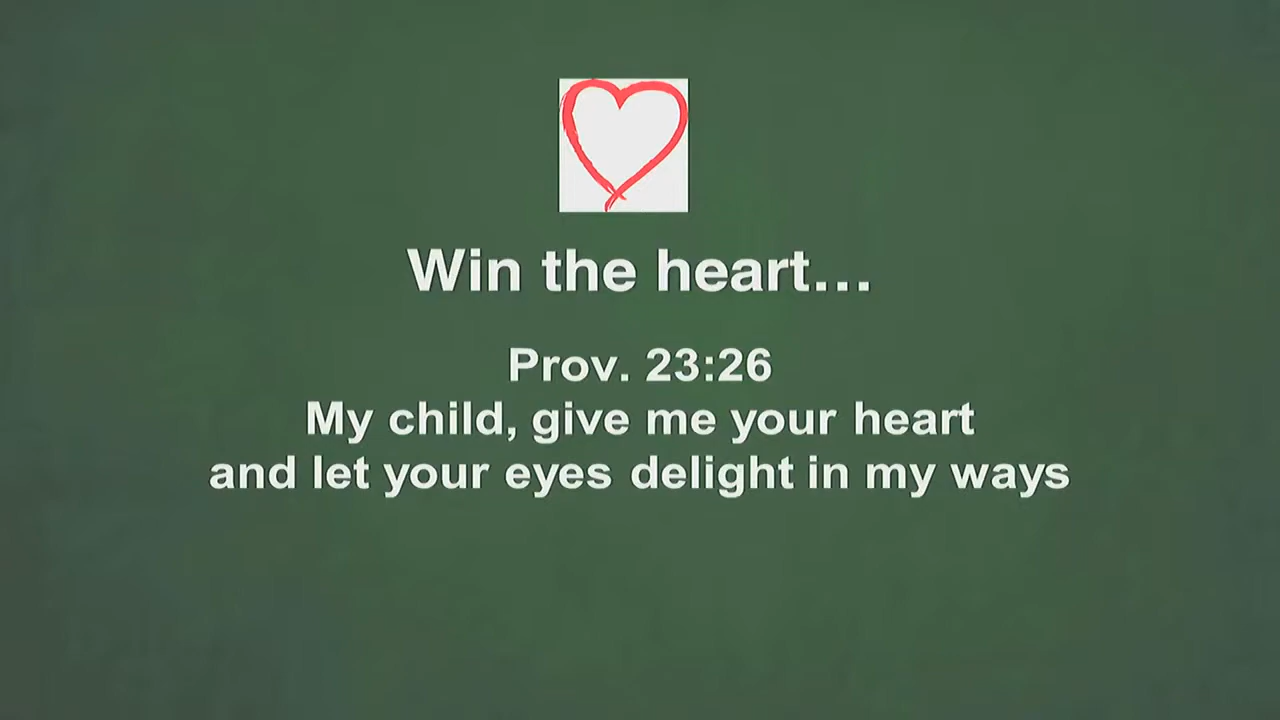 Win the heart...
Prov. 23:26
My child, give me your heart
and let your eyes delight in my ways